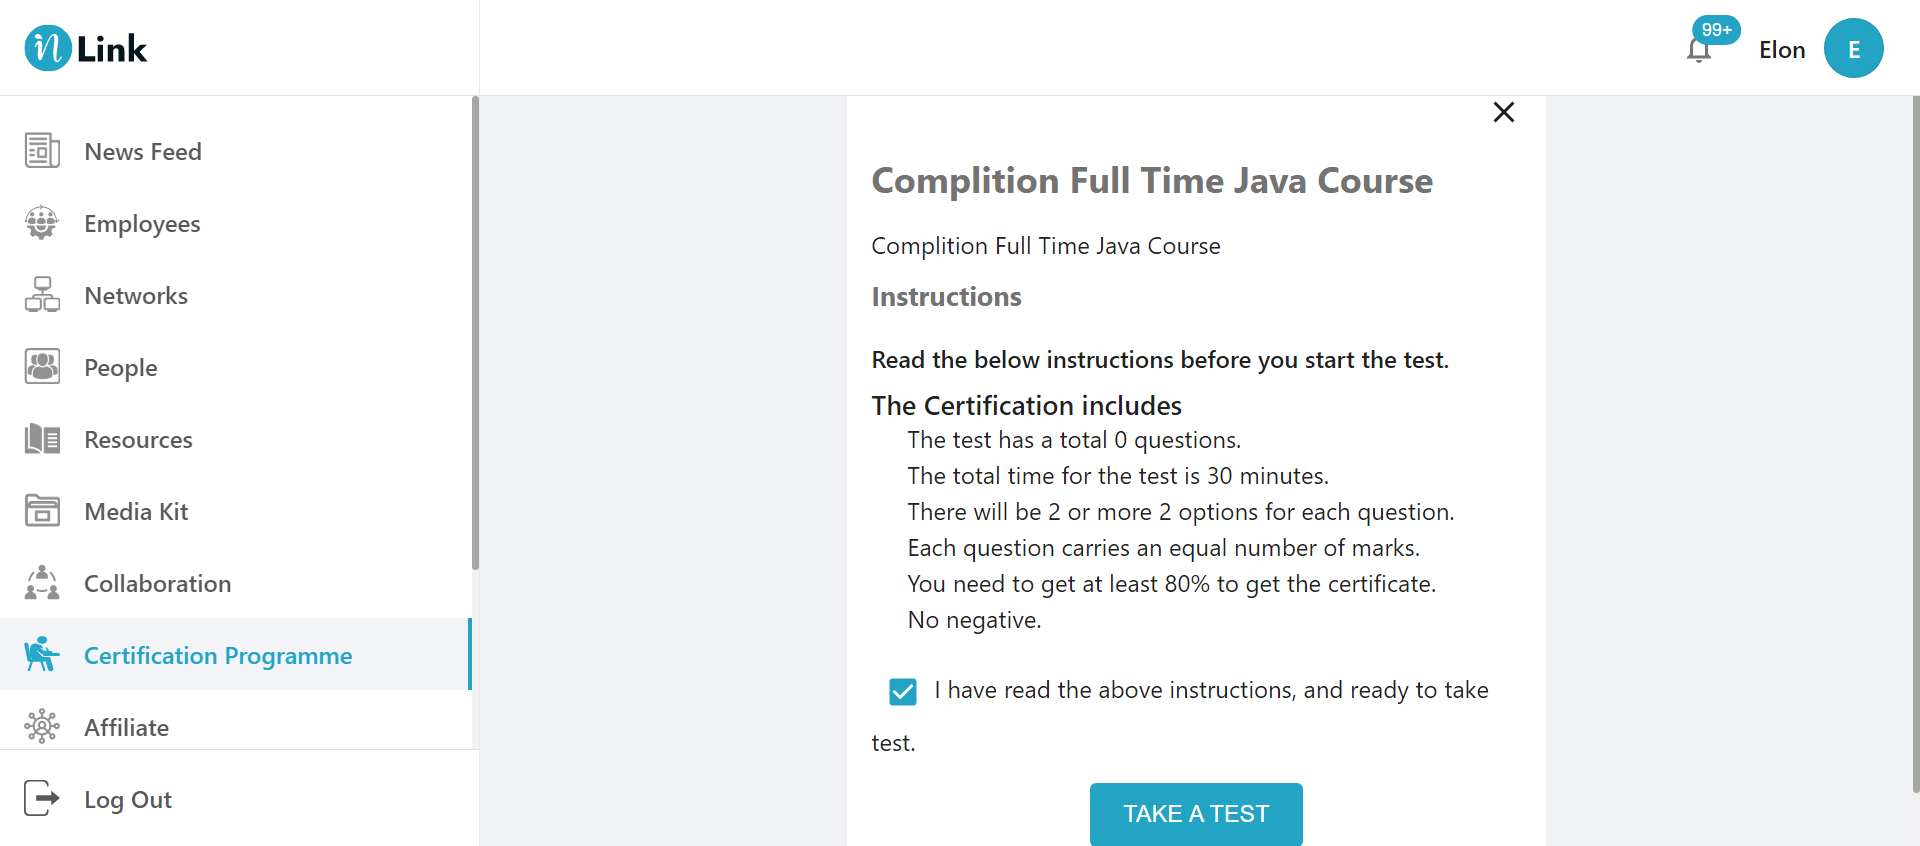 n Link
99+
Elon
E
News Feed
Employees
Networks
People
Resources
Media Kit
Collaboration
Certification Programme
Affiliate
Log Out
Complition Full Time Java Course
Complition Full Time Java Course
Instructions
Read the below instructions before you start the test.
The Certification includes
The test has a total 0 questions.
The total time for the test is 30 minutes.
There will be 2 or more 2 options for each question.
Each question carries an equal number of marks.
You need to get at least 80% to get the certificate.
No negative.
I have read the above instructions, and ready to take
test.
TAKE A TEST